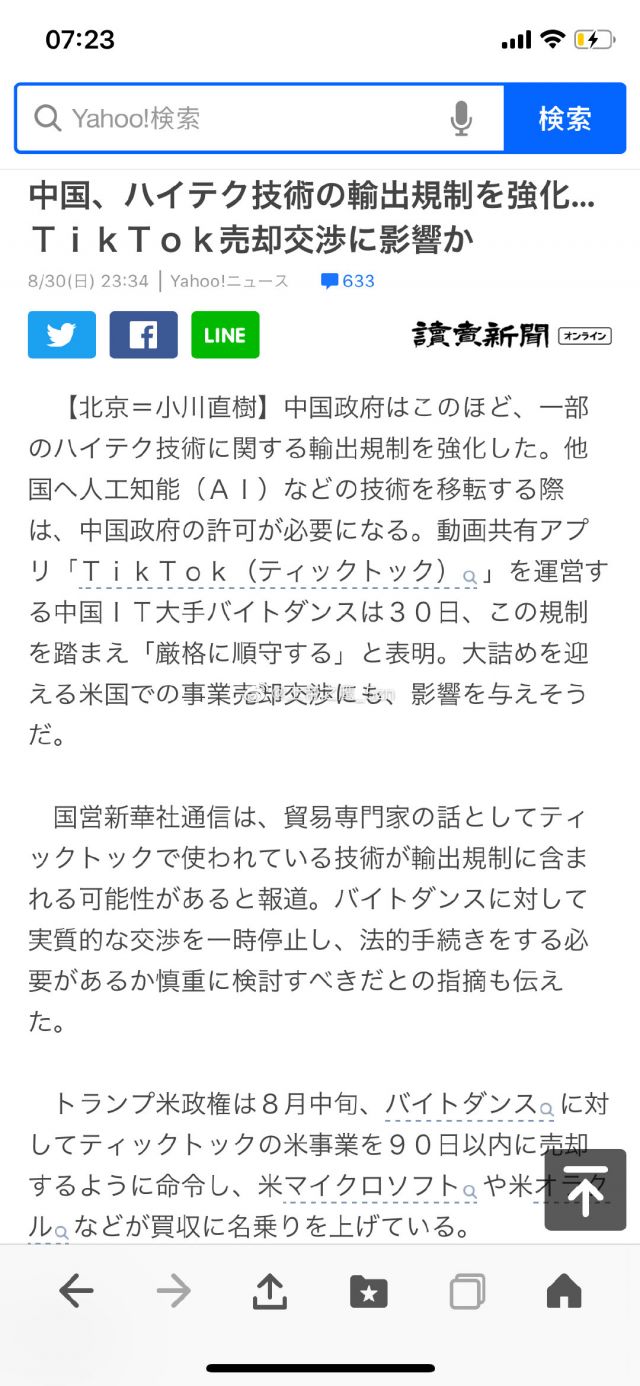 07:23
Yahoo!検索
検索
中国、ハイテク技術の輸出規制を強化…
ＴｉｋＴｏｋ売却交渉に影響か
8/30(日) 23:34 | Yahoo!ニュース 633
LINE
讀賣新聞 オンライン
【北京＝小川直樹】中国政府はこのほど、一部
のハイテク技術に関する輸出規制を強化した。他
国へ人工知能（ＡＩ）などの技術を移転する際
は、中国政府の許可が必要になる。動画共有アプ
リ「ＴｉｋＴｏｋ（ティックトック）」を運営す
る中国ＩＴ大手バイトダンスは３０日、この規制
を踏まえ「厳格に順守する」と表明。大詰めを迎
える米国での事業売却交渉にも、影響を与えそう
だ。
国営新華社通信は、貿易専門家の話としてティ
ックトックで使われている技術が輸出規制に含ま
れる可能性があると報道。バイトダンスに対して
実質的な交渉を一時停止し、法的手続きをする必
要があるか慎重に検討すべきだとの指摘も伝え
た。
トランプ米政権は８月中旬、バイトダンスに対
してティックトックの米事業を９０日以内に売却
するように命令し、米マイクロソフトや米オラク
ルなどが買収に名乗りを上げている。